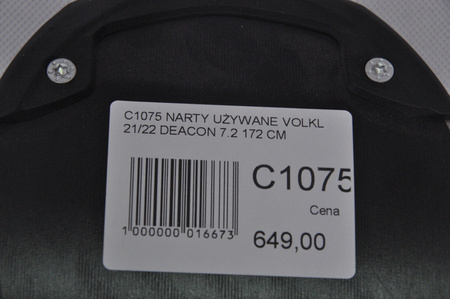 C1075 NARTY UŻYWANE VOLKL
21/22 DEACON 7.2 172 CM
C1075
Cena
1 000000 016673
649,00